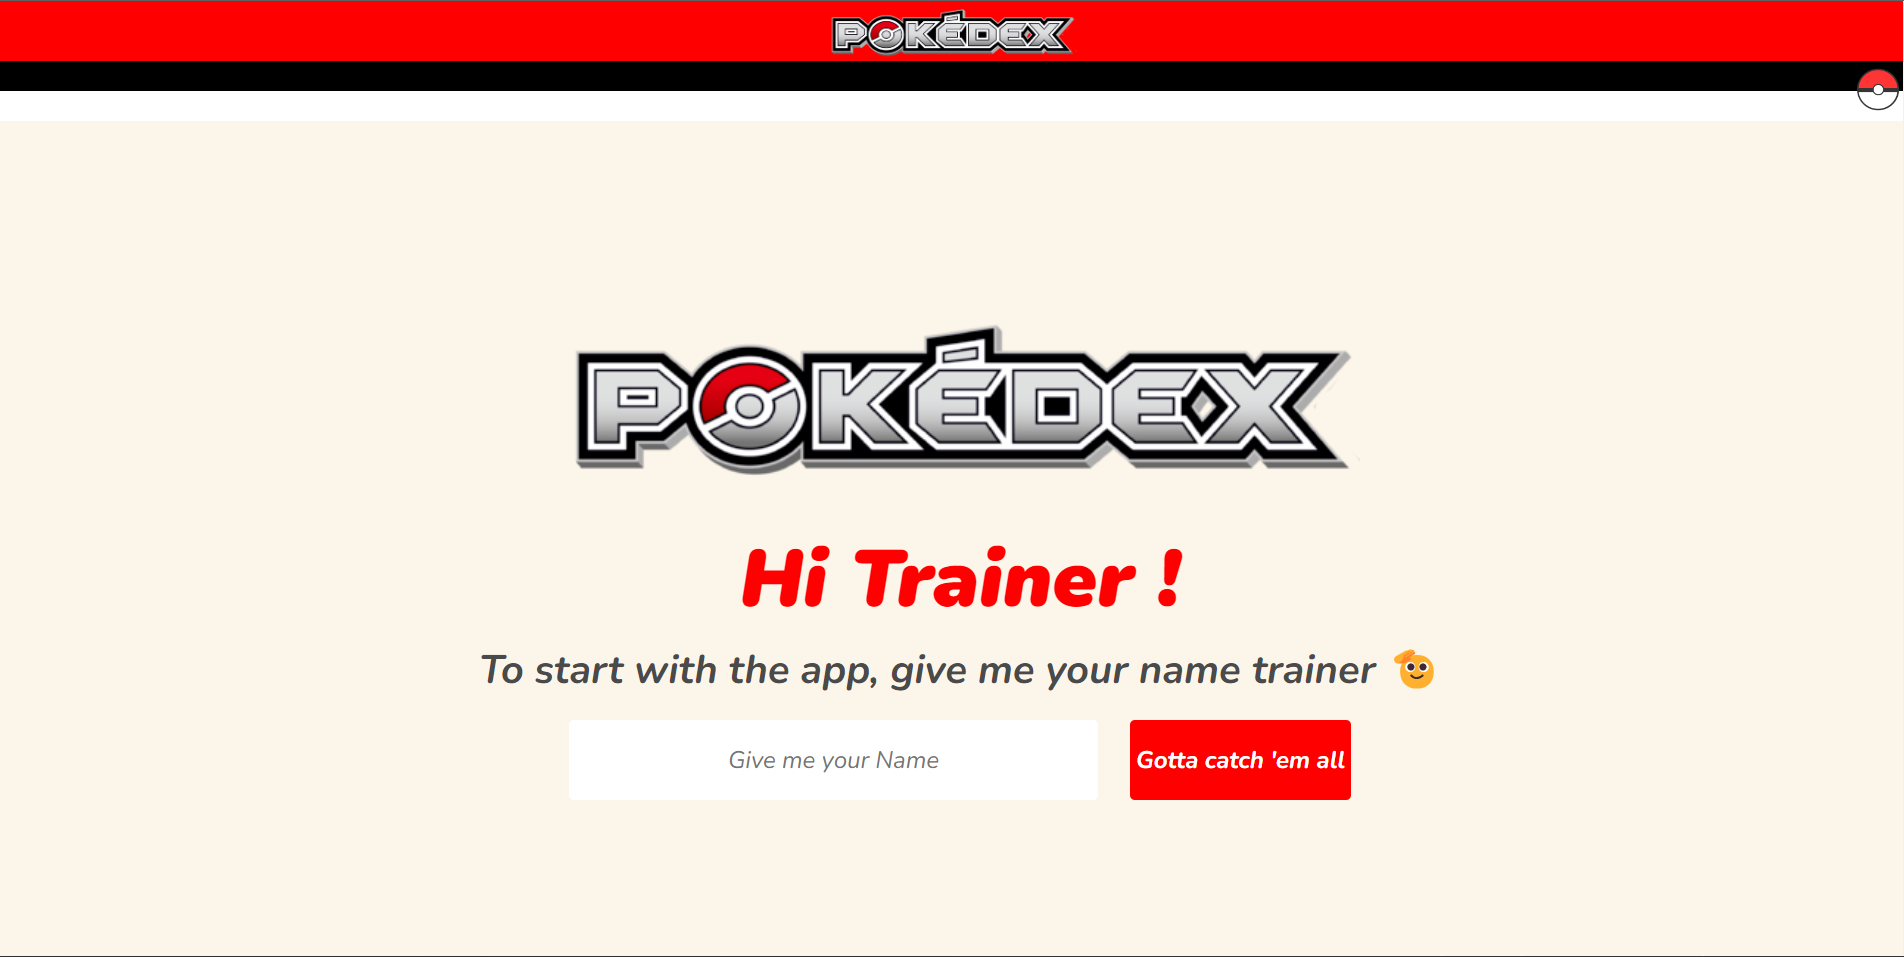 POKÉDEX
POKÉDEX
Hi Trainer !
To start with the app, give me your name trainer
Give me your Name
Gotta catch 'em all